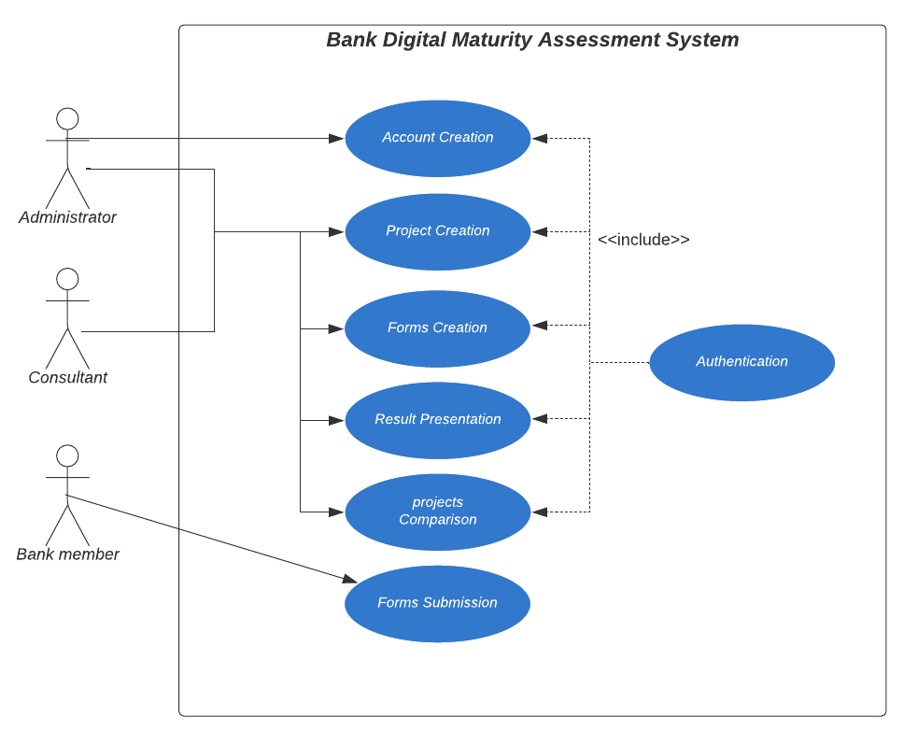 Bank Digital Maturity Assessment System
Account Creation
Administrator
Project Creation
<<include>>
Forms Creation
Authentication
Consultant
Result Presentation
projects
Comparison
Bank member
Forms Submission